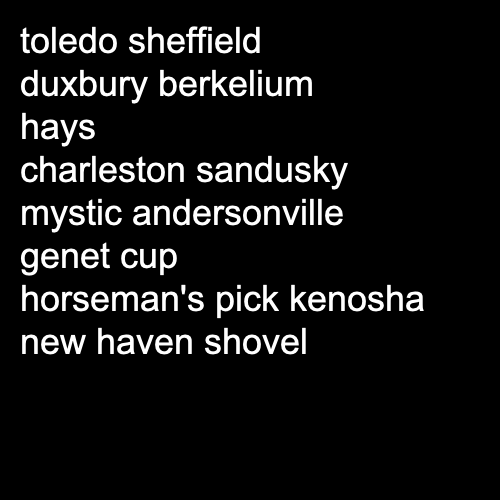 toledo sheffield
duxbury berkelium
hays
charleston sandusky
mystic andersonville
genet cup
horseman's pick kenosha
new haven shovel